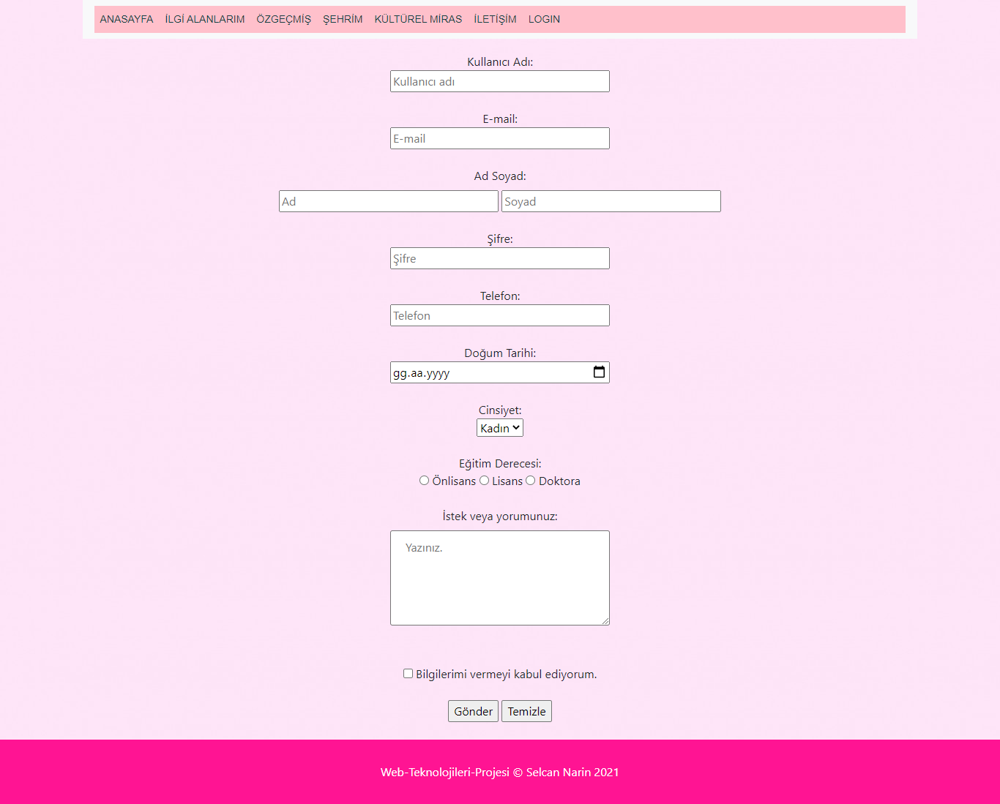 ANASAYFA İLGİ ALANLARIM ÖZGEÇMİŞ ŞEHRİM KÜLTÜREL MİRAS İLETİŞİM LOGIN
Kullanıcı Adı:
Kullanıcı adı
E-mail:
E-mail
Ad Soyad:
Ad Soyad
Şifre:
Şifre
Telefon:
Telefon
Doğum Tarihi:
gg.aa.yyyy
Cinsiyet:
Kadın
Eğitim Derecesi:
Önlisans Lisans Doktora
İstek veya yorumunuz:
Yazınız.
Bilgilerimi vermeyi kabul ediyorum.
Gönder Temizle
Web-Teknolojileri-Projesi © Selcan Narin 2021